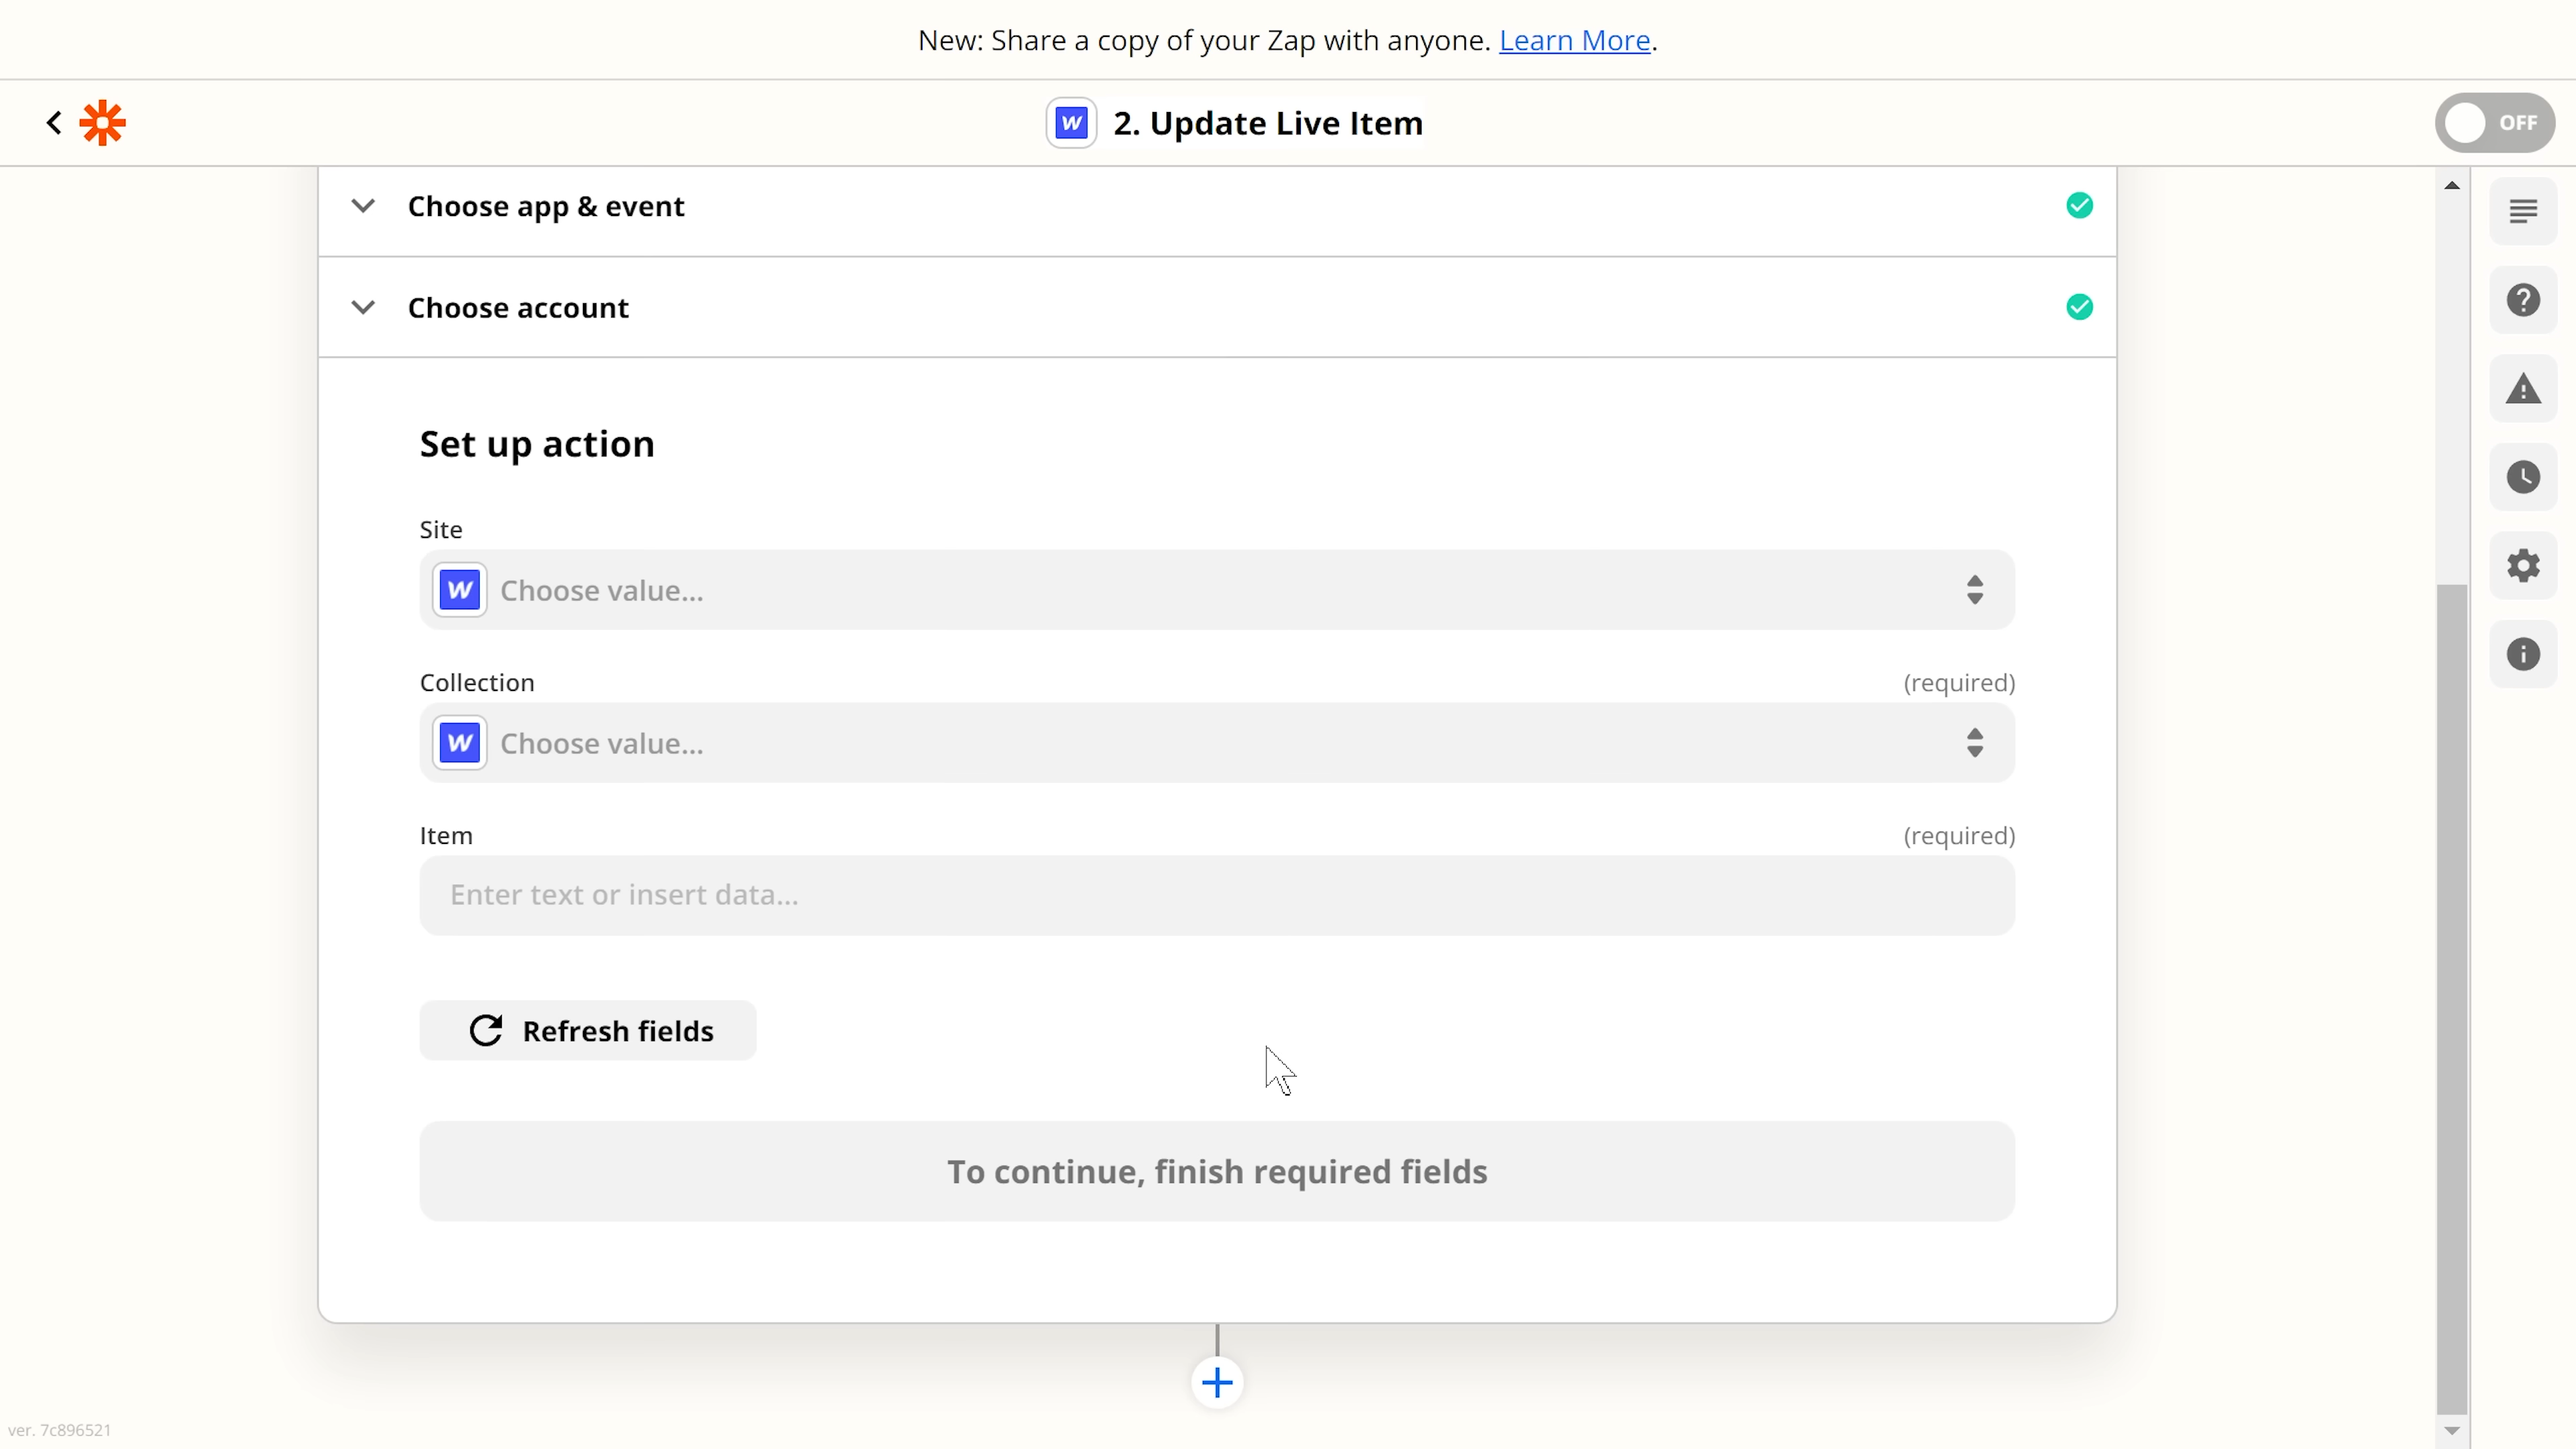 New: Share a copy of your Zap with anyone. Learn More.
2. Update Live Item
OFF
Choose app & event
Choose account
Set up action
Site
Choose value...
Collection (required)
Choose value...
Item (required)
Enter text or insert data...
Refresh fields
To continue, finish required fields
ver. 7c896521